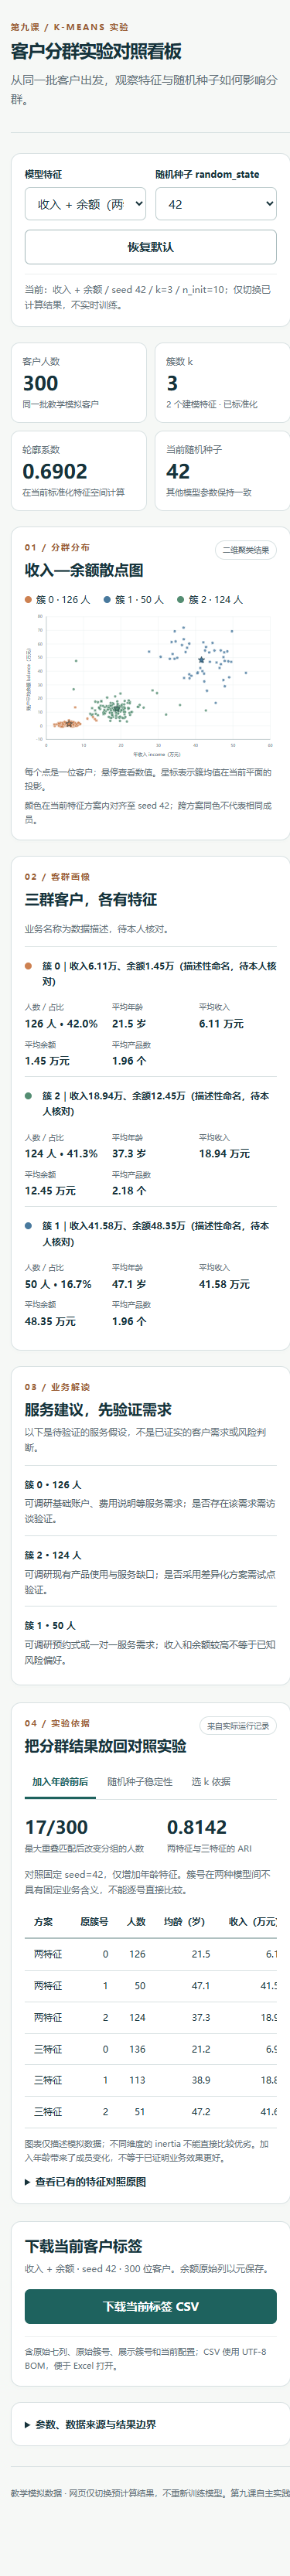 第九课 / K-MEANS 实验
客户分群实验对照看板
从同一批客户出发，观察特征与随机种子如何影响分
群。
模型特征
随机种子 random_state
收入 + 余额（两
42
恢复默认
当前：收入 + 余额 / seed 42 / k=3 / n_init=10；仅切换已
计算结果，不实时训练。
客户人数
300
同一批教学模拟客户
簇数 k
3
2 个建模特征 · 已标准化
轮廓系数
0.6902
在当前标准化特征空间计算
当前随机种子
42
其他模型参数保持一致
01 / 分群分布
二维聚类结果
收入—余额散点图
簇 0 · 126 人
簇 1 · 50 人
簇 2 · 124 人
80
70
60
50
40
30
20
10
0
-10
0
10
20
30
40
50
60
年收入 income（万元）
每个点是一位客户；悬停查看数值。星标表示簇均值在当前平面的
投影。
颜色在当前特征方案内对齐至 seed 42；跨方案同色不代表相同成
员。
02 / 客群画像
三群客户，各有特征
业务名称为数据描述，待本人核对。
簇 0｜收入6.11万、余额1.45万（描述性命名，待本人核
对）
人数 / 占比
平均年龄
平均收入
126 人 • 42.0%
21.5 岁
6.11 万元
平均余额
平均产品数
1.45 万元
1.96 个
簇 2｜收入18.94万、余额12.45万（描述性命名，待本
人核对）
人数 / 占比
平均年龄
平均收入
124 人 • 41.3%
37.3 岁
18.94 万元
平均余额
平均产品数
12.45 万元
2.18 个
簇 1｜收入41.58万、余额48.35万（描述性命名，待本
人核对）
人数 / 占比
平均年龄
平均收入
50 人 • 16.7%
47.1 岁
41.58 万元
平均余额
平均产品数
48.35 万元
1.96 个
03 / 业务解读
服务建议，先验证需求
以下是待验证的服务假设，不是已证实的客户需求或风险判
断。
簇 0 • 126 人
可调研基础账户、费用说明等服务需求；是否存在该需求需访
谈验证。
簇 2 • 124 人
可调研现有产品使用与服务缺口；是否采用差异化方案需试点
验证。
簇 1 • 50 人
可调研预约式或一对一服务需求；收入和余额较高不等于已知
风险偏好。
04 / 实验依据
来自实际运行记录
把分群结果放回对照实验
加入年龄前后
随机种子稳定性
选 k 依据
17/300
最大重叠匹配后改变分组的人数
0.8142
两特征与三特征的 ARI
对照固定 seed=42，仅增加年龄特征。簇号在两种模型间不
具有固定业务含义，不能逐号直接比较。
方案 原簇号 人数 均龄（岁） 收入（万元）
两特征 0 126 21.5 6.1
两特征 1 50 47.1 41.5
两特征 2 124 37.3 18.9
三特征 0 136 21.2 6.9
三特征 1 113 38.9 18.8
三特征 2 51 47.2 41.6
图表仅描述模拟数据；不同维度的 inertia 不能直接比较优劣。加
入年龄带来了成员变化，不等于已证明业务效果更好。
▶ 查看已有的特征对照原图
下载当前客户标签
收入 + 余额 · seed 42 · 300 位客户。余额原始列以元保存。
下载当前标签 CSV
含原始七列、原始簇号、展示簇号和当前配置；CSV 使用 UTF-8
BOM，便于 Excel 打开。
▶ 参数、数据来源与结果边界
教学模拟数据 · 网页仅切换预计算结果，不重新训练模型。第九课自主实践